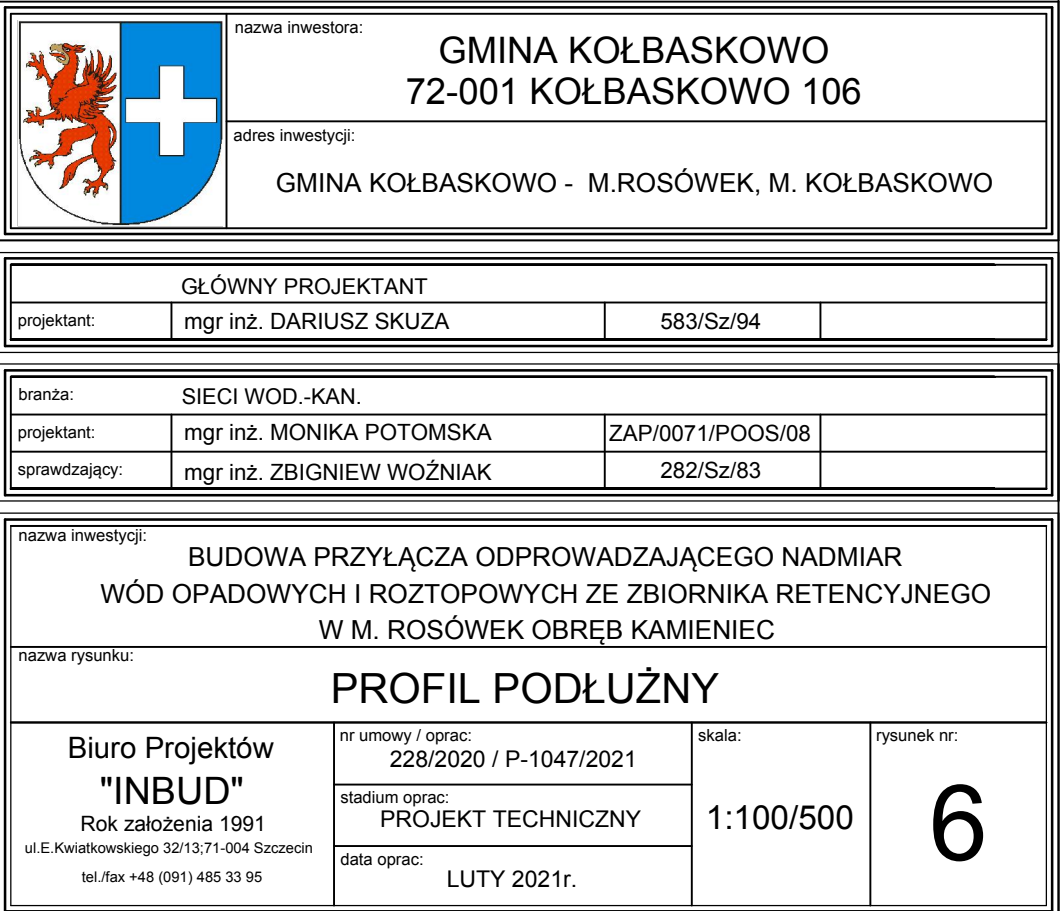 nazwa inwestora:
GMINA KOŁBASKOWO
72-001 KOŁBASKOWO 106
adres inwestycji:
GMINA KOŁBASKOWO - M.ROSÓWEK, M. KOŁBASKOWO
GŁÓWNY PROJEKTANT
projektant: mgr inż. DARIUSZ SKUZA 583/Sz/94
branża: SIECI WOD.-KAN.
projektant: mgr inż. MONIKA POTOMSKA ZAP/0071/POOS/08
sprawdzający: mgr inż. ZBIGNIEW WOŹNIAK 282/Sz/83
nazwa inwestycji:
BUDOWA PRZYŁĄCZA ODPROWADZAJĄCEGO NADMIAR
WÓD OPADOWYCH I ROZTOPOWYCH ZE ZBIORNIKA RETENCYJNEGO
W M. ROSÓWEK OBRĘB KAMIENIEC
nazwa rysunku:
PROFIL PODŁUŻNY
Biuro Projektów
"INBUD"
Rok założenia 1991
ul.E.Kwiatkowskiego 32/13;71-004 Szczecin
tel./fax +48 (091) 485 33 95
nr umowy / oprac:
228/2020 / P-1047/2021
stadium oprac:
PROJEKT TECHNICZNY
data oprac:
LUTY 2021r.
skala:
1:100/500
rysunek nr:
6